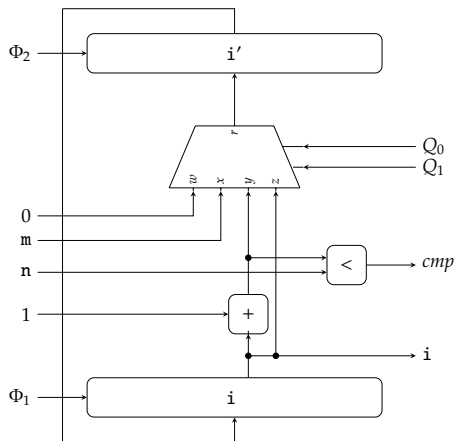 Φ₂ i′
r
Q₀
Q₁
w x y z
0
m
n < cmp
1 +
i
Φ₁ i